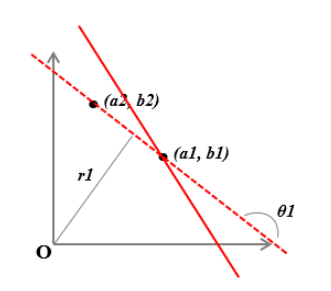 (a2, b2)
(a1, b1)
r1
θ1
O